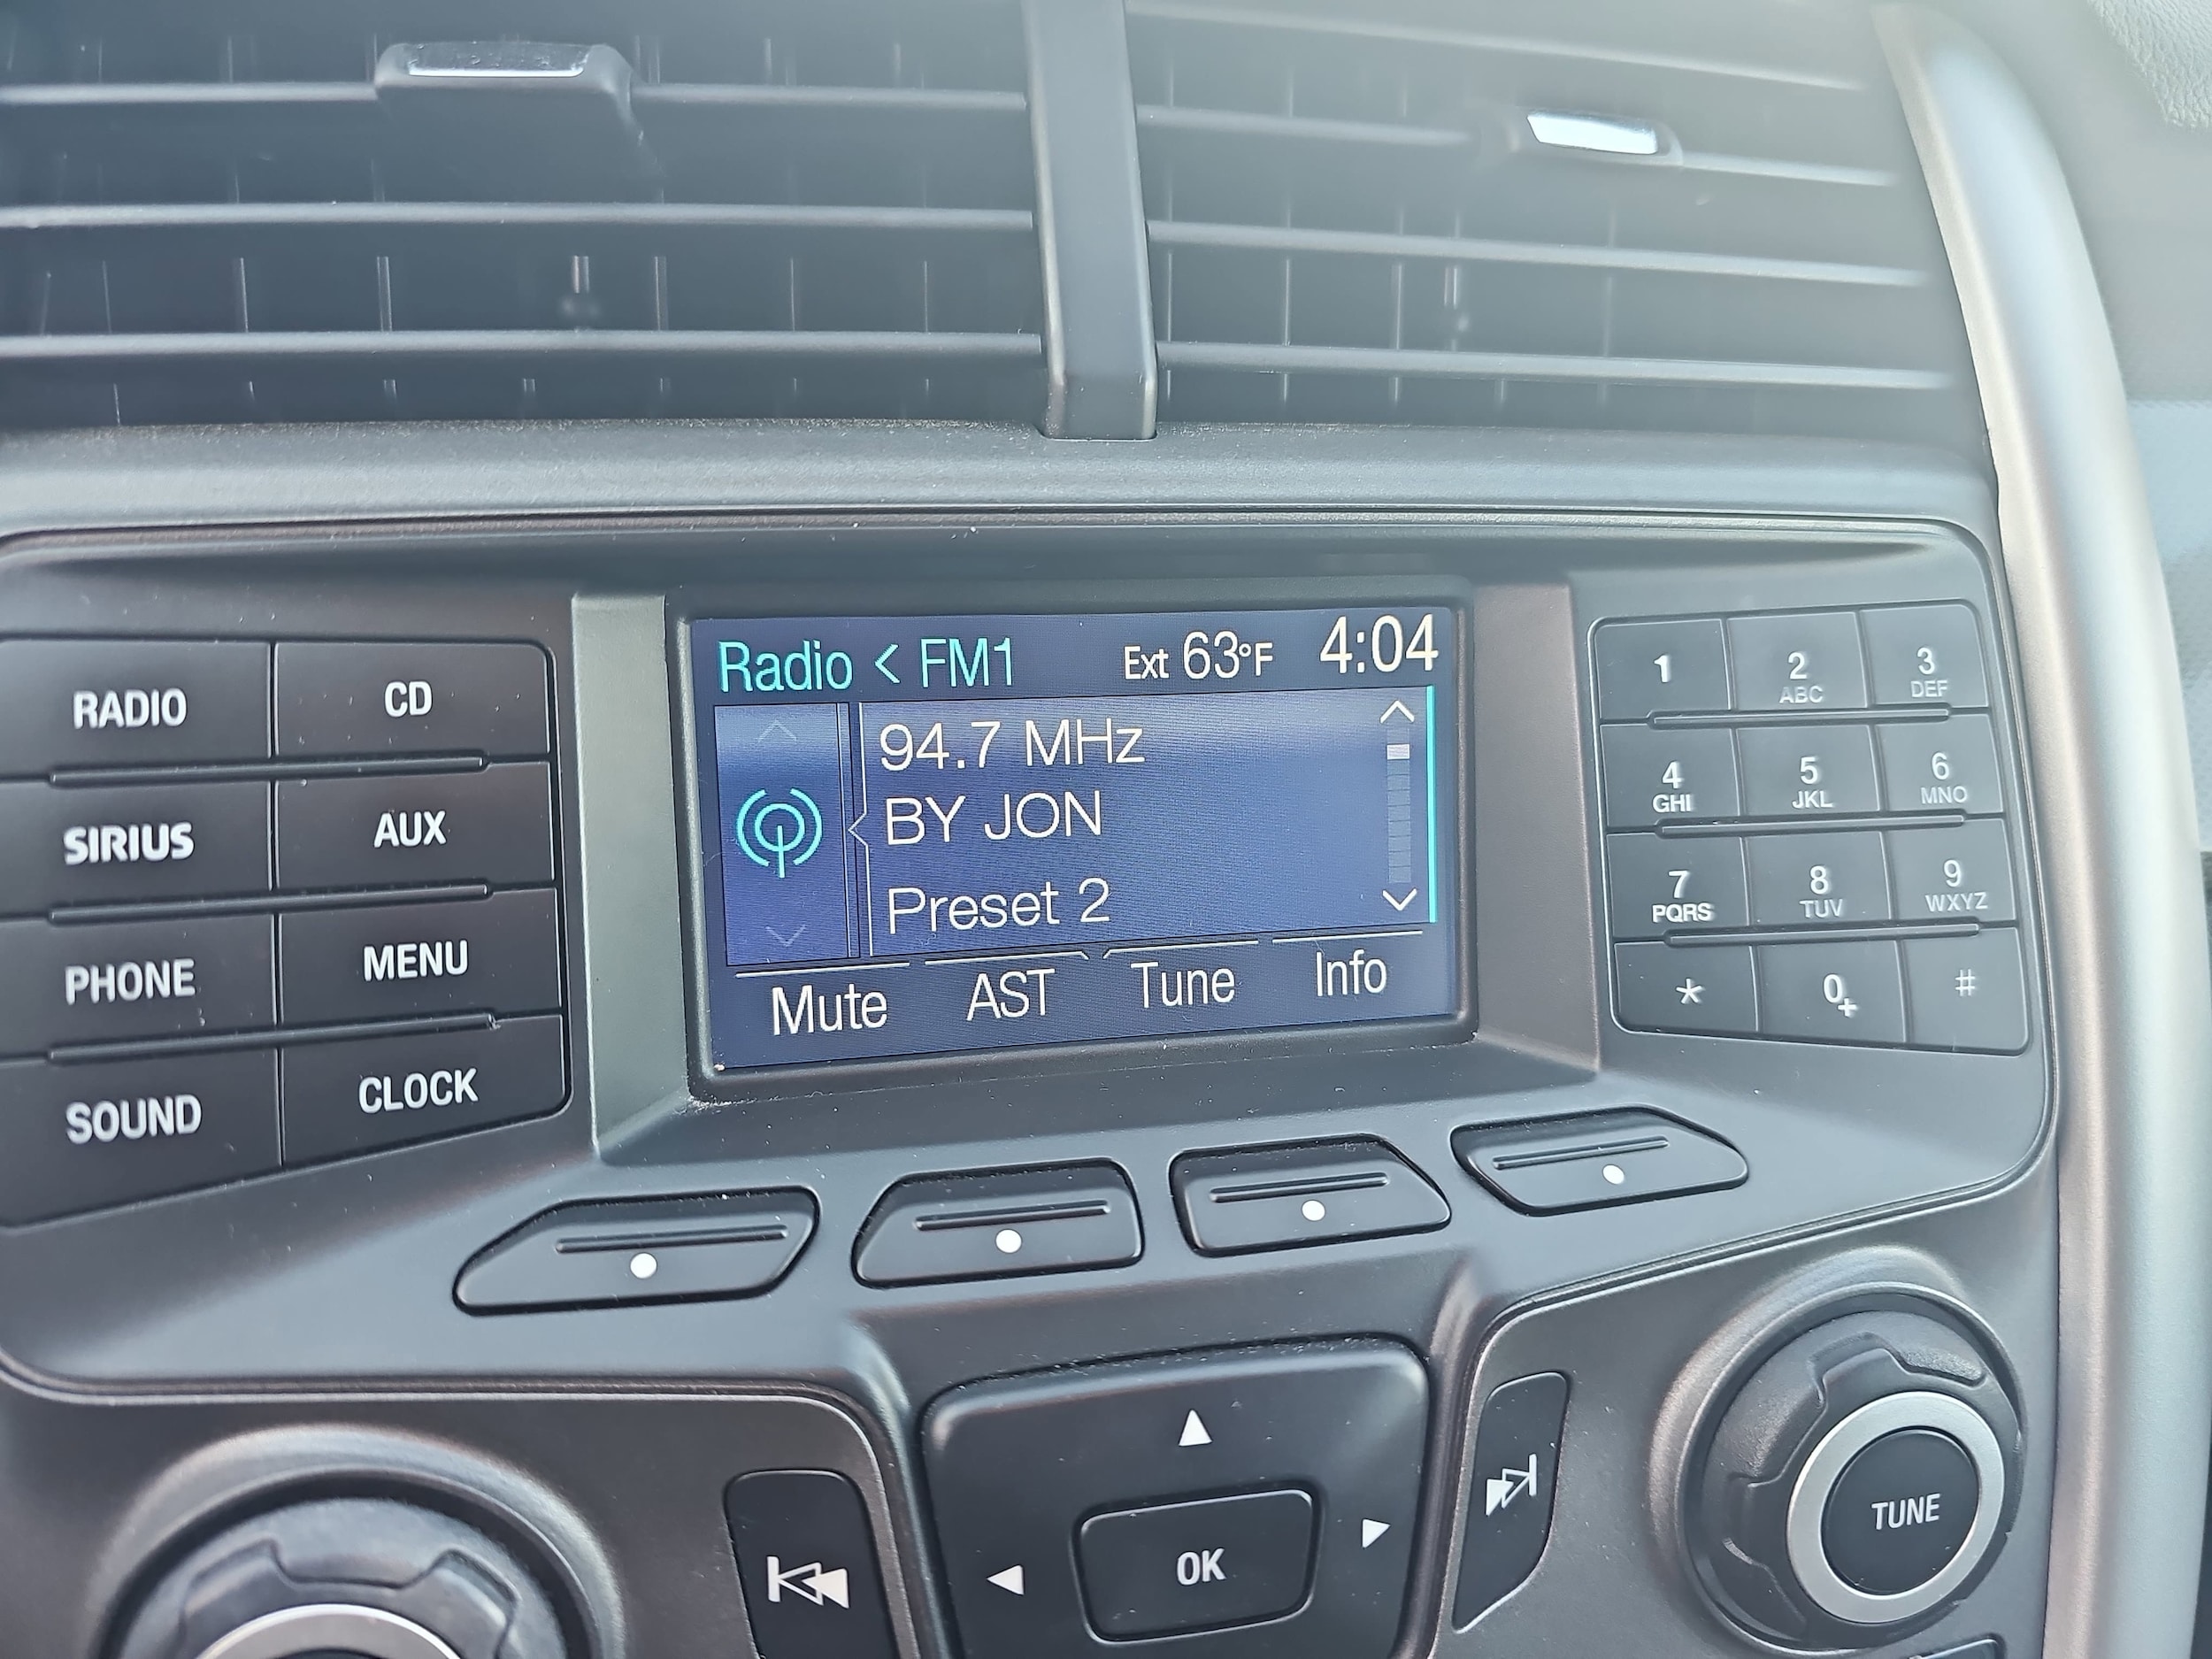 Radio < FM1 Ext 63°F 4:04
94.7 MHz
BY JON
Preset 2
Mute AST Tune Info
RADIO CD
SIRIUS AUX
PHONE MENU
SOUND CLOCK
1 2 ABC 3 DEF
4 GHI 5 JKL 6 MNO
7 PQRS 8 TUV 9 WXYZ
* 0+ #
OK
TUNE